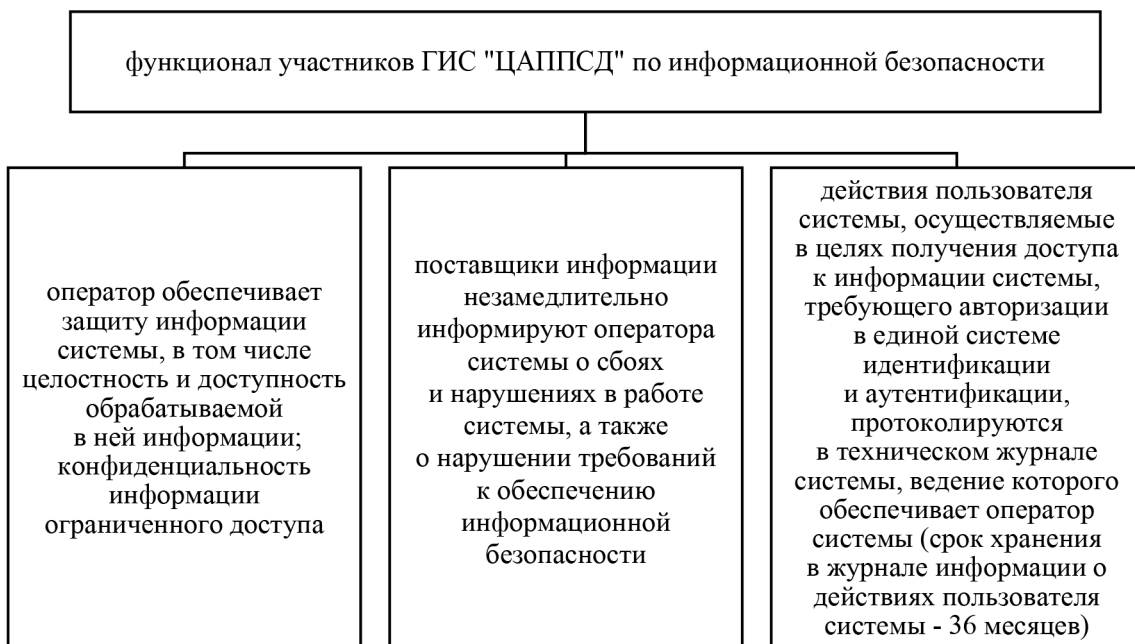 функционал участников ГИС "ЦАППСД" по информационной безопасности
оператор обеспечивает
защиту информации
системы, в том числе
целостность и доступность
обрабатываемой
в ней информации;
конфиденциальность
информации
ограниченного доступа
поставщики информации
незамедлительно
информируют оператора
системы о сбоях
и нарушениях в работе
системы, а также
о нарушении требований
к обеспечению
информационной
безопасности
действия пользователя
системы, осуществляемые
в целях получения доступа
к информации системы,
требующего авторизации
в единой системе
идентификации
и аутентификации,
протоколируются
в техническом журнале
системы, ведение которого
обеспечивает оператор
системы (срок хранения
в журнале информации о
действиях пользователя
системы - 36 месяцев)